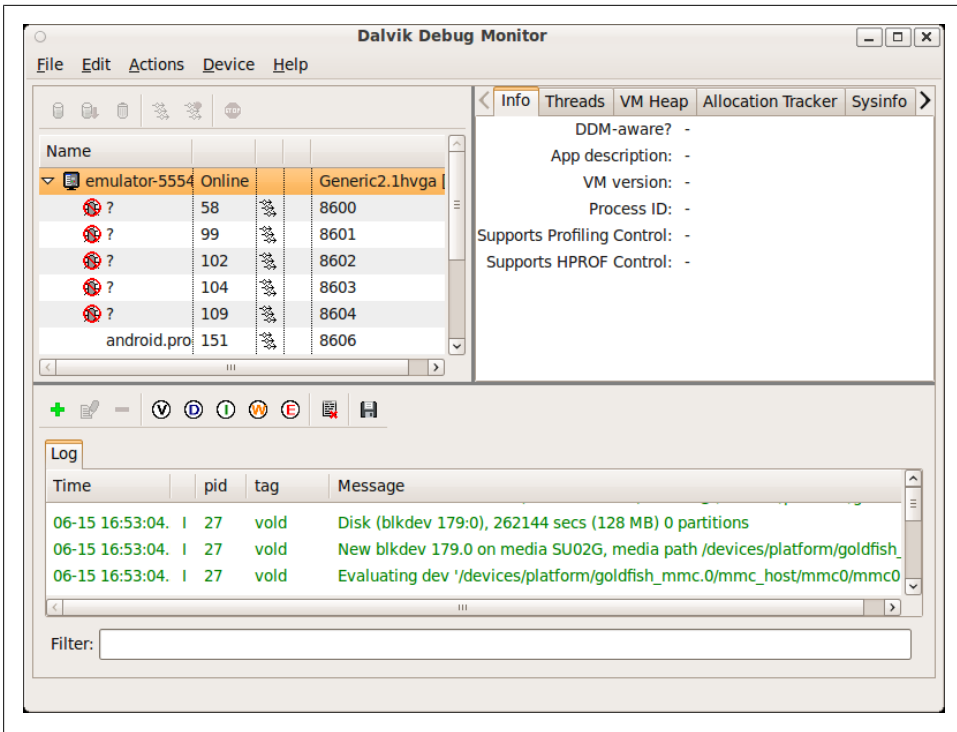 Dalvik Debug Monitor
File Edit Actions Device Help
Info Threads VM Heap Allocation Tracker Sysinfo
Name
emulator-5554 Online Generic2.1hvga [
? 58 8600
? 99 8601
? 102 8602
? 104 8603
? 109 8604
android.pro 151 8606
DDM-aware? -
App description: -
VM version: -
Process ID: -
Supports Profiling Control: -
Supports HPROF Control: -
V D I W E
Log
Time pid tag Message
06-15 16:53:04. I 27 vold Disk (blkdev 179:0), 262144 secs (128 MB) 0 partitions
06-15 16:53:04. I 27 vold New blkdev 179.0 on media SU02G, media path /devices/platform/goldfish_
06-15 16:53:04. I 27 vold Evaluating dev '/devices/platform/goldfish_mmc.0/mmc_host/mmc0/mmc0
Filter: